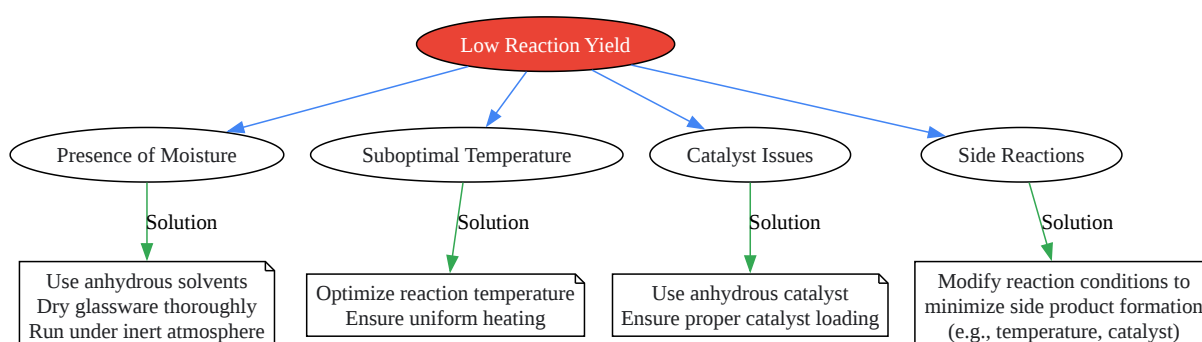 Low Reaction Yield
Presence of Moisture
Suboptimal Temperature
Catalyst Issues
Side Reactions
Solution
Solution
Solution
Solution
Use anhydrous solvents
Dry glassware thoroughly
Run under inert atmosphere
Optimize reaction temperature
Ensure uniform heating
Use anhydrous catalyst
Ensure proper catalyst loading
Modify reaction conditions to
minimize side product formation
(e.g., temperature, catalyst)